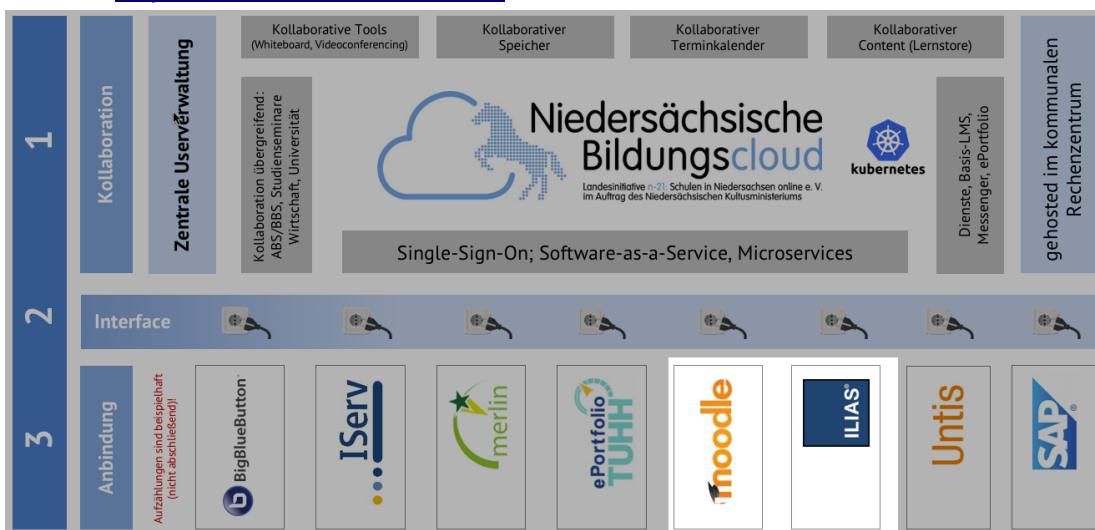 1
Kollaboration
Zentrale Userverwaltung
Kollaborative Tools
(Whiteboard, Videoconferencing)
Kollaborativer
Speicher
Kollaborativer
Terminkalender
Kollaborativer
Content (Lernstore)
Kollaboration übergreifend:
ABS/BBS, Studienseminare
Wirtschaft, Universität
Niedersächsische
Bildungscloud
Landesinitiative n-21: Schulen in Niedersachsen online e. V.
im Auftrag des Niedersächsischen Kultusministeriums
kubernetes
Dienste, Basis-LMS,
Messenger, ePortfolio
gehosted im kommunalen
Rechenzentrum
Single-Sign-On; Software-as-a-Service, Microservices
2
Interface
3
Anbindung
Aufzählungen sind beispielhaft
(nicht abschließend)!
b BigBlueButton
IServ
merlin
ePortfolio
TUHH
moodle
ILIAS®
Untis
SAP®